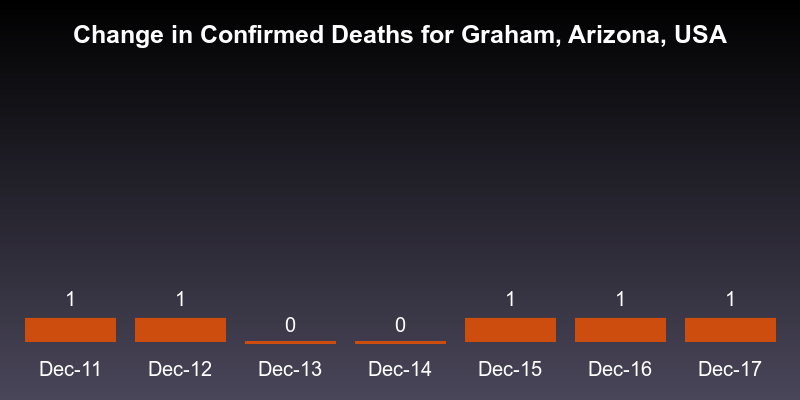 Change in Confirmed Deaths for Graham, Arizona, USA
1 1 0 0 1 1 1
Dec-11 Dec-12 Dec-13 Dec-14 Dec-15 Dec-16 Dec-17